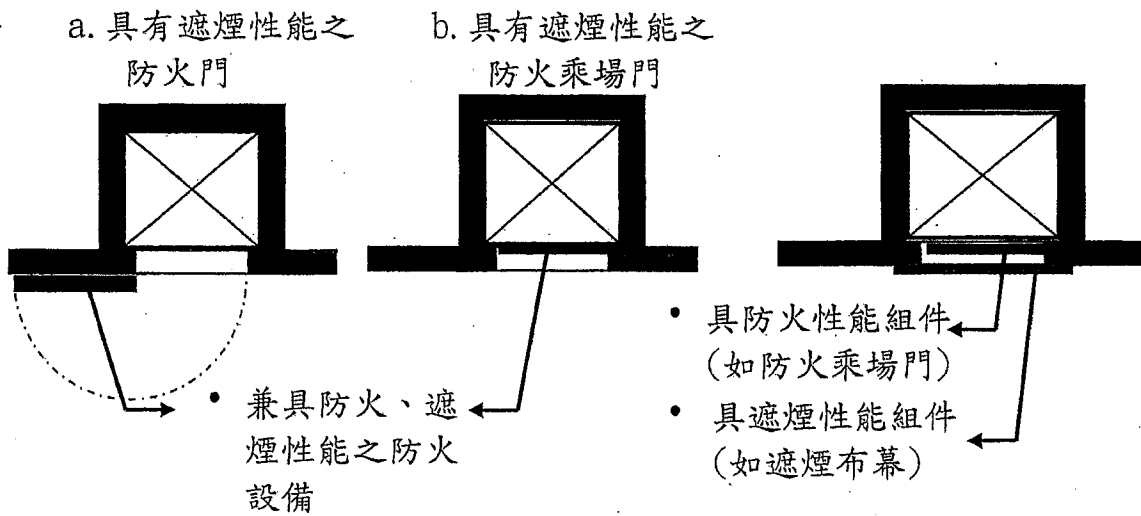 a. 具有遮煙性能之
防火門
b. 具有遮煙性能之
防火乘場門
• 兼具防火、遮
煙性能之防火
設備
• 具防火性能組件
(如防火乘場門)
• 具遮煙性能組件
(如遮煙布幕)